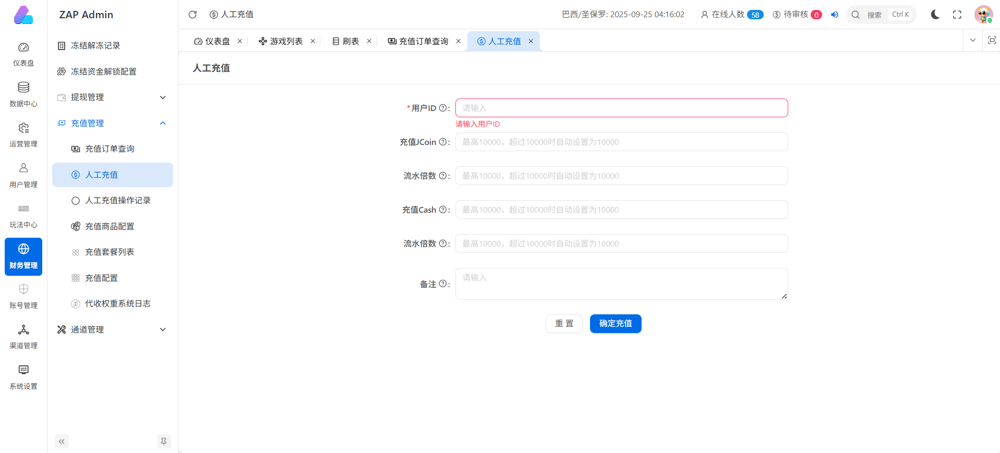 ZAP Admin
人工充值
巴西/圣保罗: 2025-09-25 04:16:02
在线人数 58
待审核 0
搜索 Ctrl K
仪表盘
游戏列表
刷表
充值订单查询
人工充值
仪表盘
数据中心
运营管理
用户管理
玩法中心
财务管理
账号管理
渠道管理
系统设置
冻结解冻记录
冻结资金解锁配置
提现管理
充值管理
充值订单查询
人工充值
人工充值操作记录
充值商品配置
充值套餐列表
充值配置
代收权重系统日志
通道管理
人工充值
*用户ID : 请输入
请输入用户ID
充值JCoin : 最高10000，超过10000时自动设置为10000
流水倍数 : 最高10000，超过10000时自动设置为10000
充值Cash : 最高10000，超过10000时自动设置为10000
流水倍数 : 最高10000，超过10000时自动设置为10000
备注 : 请输入
重 置
确定充值